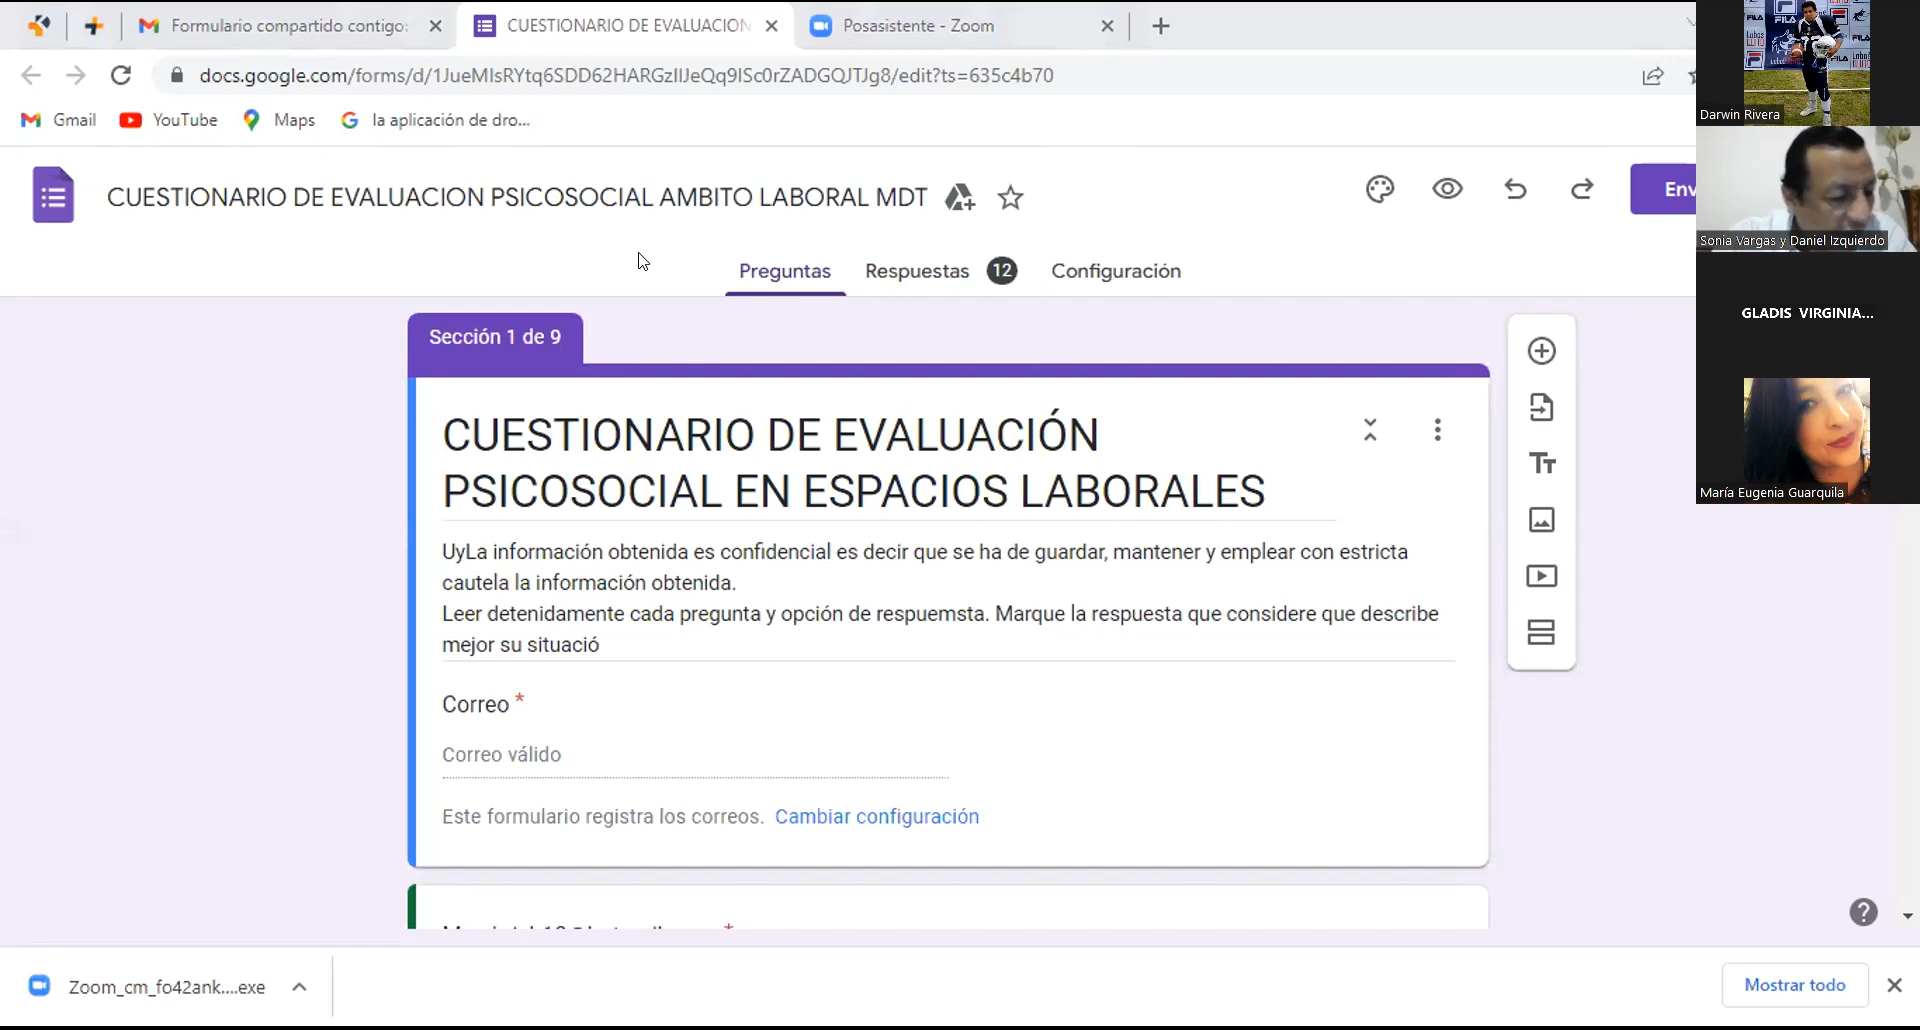 Formulario compartido contigo:
CUESTIONARIO DE EVALUACION
Posasistente - Zoom
docs.google.com/forms/d/1JueMlsRYtq6SDD62HARGzIIJeQq9lSc0rZADGQJTJg8/edit?ts=635c4b70
Gmail
YouTube
Maps
la aplicación de dro...
CUESTIONARIO DE EVALUACION PSICOSOCIAL AMBITO LABORAL MDT
Env
Preguntas
Respuestas 12
Configuración
Sección 1 de 9
CUESTIONARIO DE EVALUACIÓN
PSICOSOCIAL EN ESPACIOS LABORALES
UyLa información obtenida es confidencial es decir que se ha de guardar, mantener y emplear con estricta
cautela la información obtenida.
Leer detenidamente cada pregunta y opción de respuemsta. Marque la respuesta que considere que describe
mejor su situació
Correo *
Correo válido
Este formulario registra los correos. Cambiar configuración
Zoom_cm_fo42ank....exe
Mostrar todo
FILA
Darwin Rivera
Sonia Vargas y Daniel Izquierdo
GLADIS VIRGINIA...
María Eugenia Guarquila